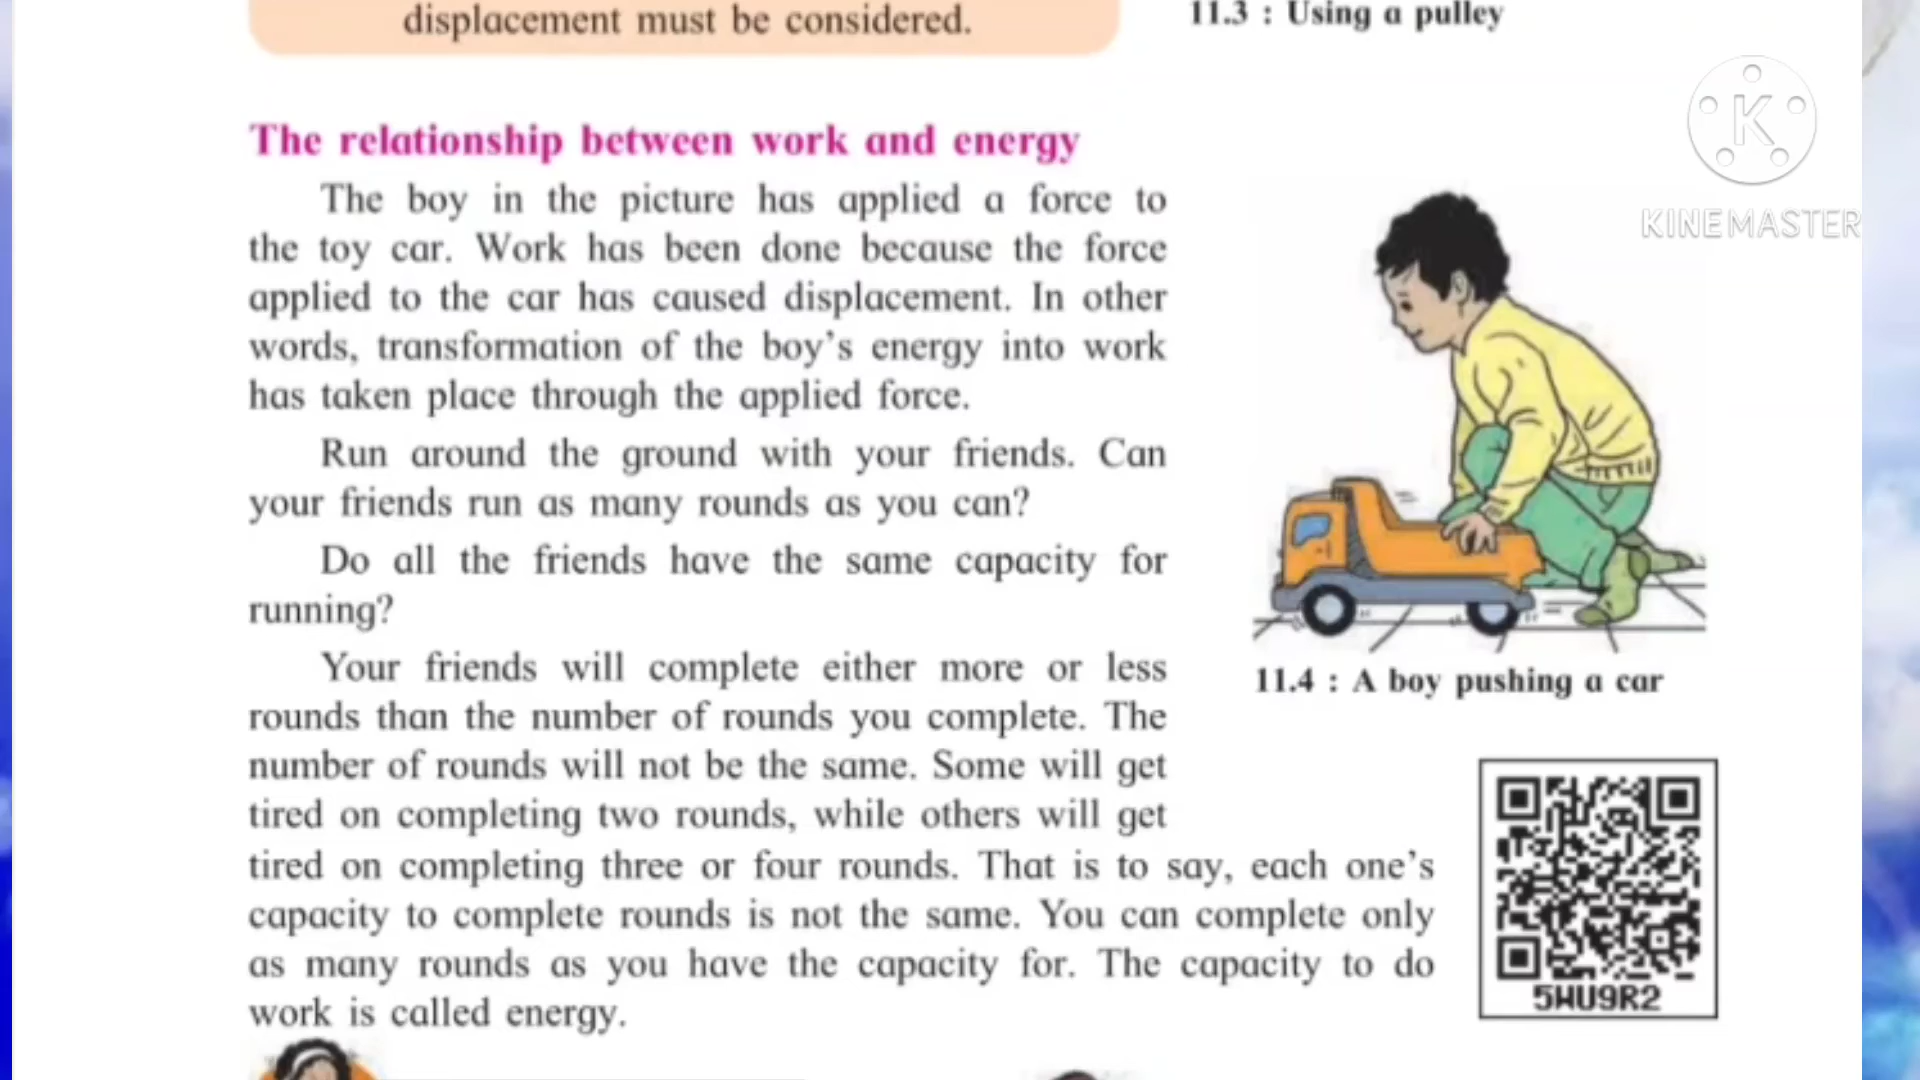 displacement must be considered.
11.3 : Using a pulley
KINEMASTER
The relationship between work and energy
The boy in the picture has applied a force to
the toy car. Work has been done because the force
applied to the car has caused displacement. In other
words, transformation of the boy's energy into work
has taken place through the applied force.
Run around the ground with your friends. Can
your friends run as many rounds as you can?
Do all the friends have the same capacity for
running?
Your friends will complete either more or less
rounds than the number of rounds you complete. The
number of rounds will not be the same. Some will get
tired on completing two rounds, while others will get
tired on completing three or four rounds. That is to say, each one's
capacity to complete rounds is not the same. You can complete only
as many rounds as you have the capacity for. The capacity to do
work is called energy.
11.4 : A boy pushing a car
5WU9R2